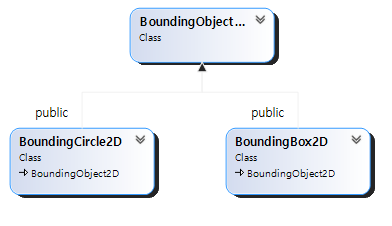 BoundingObject...
Class
public
public
BoundingCircle2D
Class
BoundingObject2D
BoundingBox2D
Class
BoundingObject2D